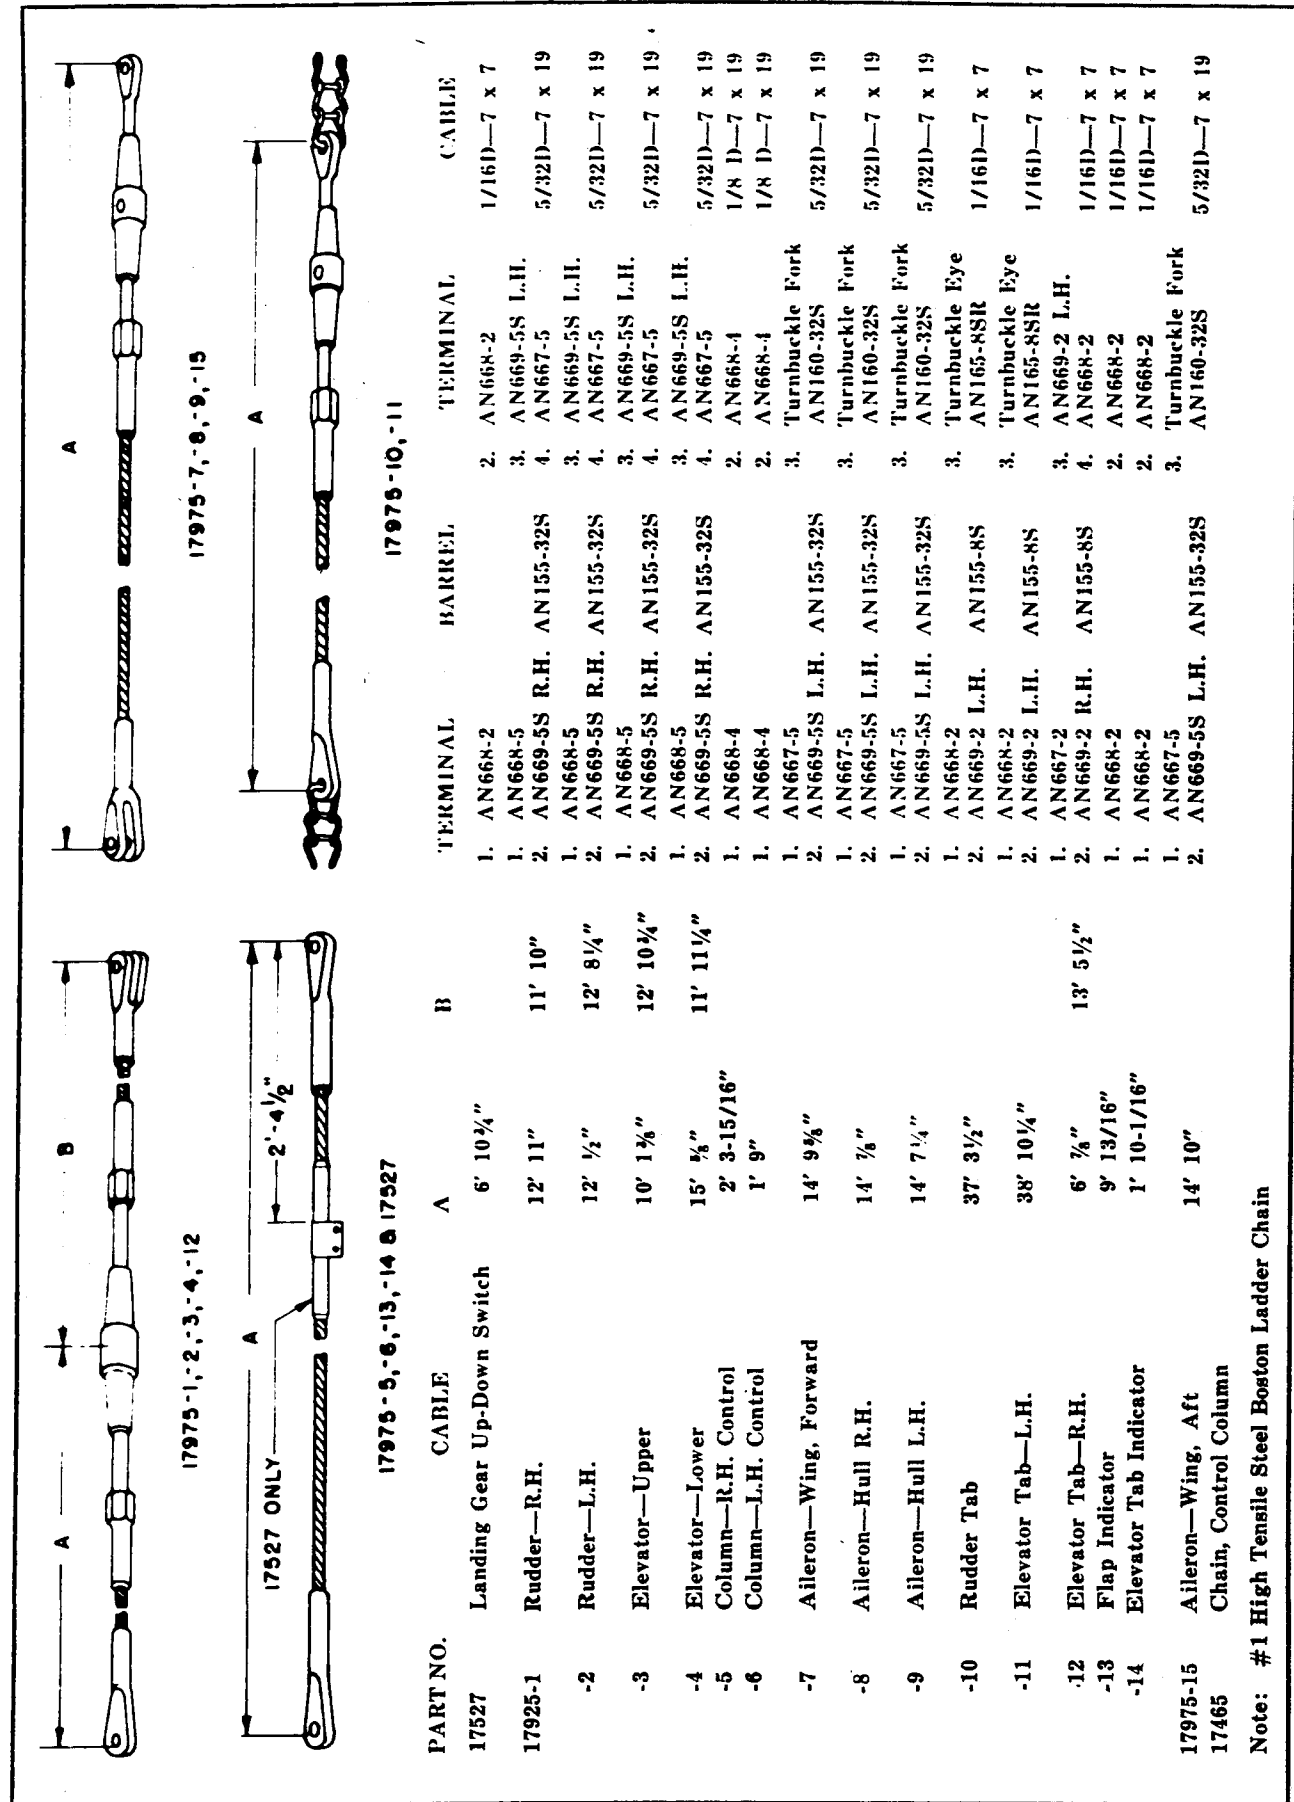 A B
17975-1,-2,-3,-4,-12
A
17975-7,-8,-9,-15
A
17527 ONLY
2'-4½"
17975-5,-6,-13,-14 & 17527
A
17975-10,-11
PART NO. CABLE A B TERMINAL BARREL TERMINAL CABLE
17527 Landing Gear Up-Down Switch 6' 10¾" 1. AN668-2 2. AN668-2 1/16D—7 x 7
1. AN668-5 3. AN669-5S L.H.
17925-1 Rudder—R.H. 12' 11" 11' 10" 2. AN669-5S R.H. AN155-32S 4. AN667-5 5/32D—7 x 19
1. AN668-5 3. AN669-5S L.H.
-2 Rudder—L.H. 12' ½" 12' 8¼" 2. AN669-5S R.H. AN155-32S 4. AN667-5 5/32D—7 x 19
1. AN668-5 3. AN669-5S L.H.
-3 Elevator—Upper 10' 1⅜" 12' 10¾" 2. AN669-5S R.H. AN155-32S 4. AN667-5 5/32D—7 x 19
1. AN668-5 3. AN669-5S L.H.
-4 Elevator—Lower 15' ⅝" 11' 11¼" 2. AN669-5S R.H. AN155-32S 4. AN667-5 5/32D—7 x 19
-5 Column—R.H. Control 2' 3-15/16" 1. AN668-4 2. AN668-4 1/8 D—7 x 19
-6 Column—L.H. Control 1' 9" 1. AN668-4 2. AN668-4 1/8 D—7 x 19
1. AN667-5 3. Turnbuckle Fork
-7 Aileron—Wing, Forward 14' 9⅝" 2. AN669-5S L.H. AN155-32S AN160-32S 5/32D—7 x 19
1. AN667-5 3. Turnbuckle Fork
-8 Aileron—Hull R.H. 14' ⅞" 2. AN669-5S L.H. AN155-32S AN160-32S 5/32D—7 x 19
1. AN667-5 3. Turnbuckle Fork
-9 Aileron—Hull L.H. 14' 7¼" 2. AN669-5S L.H. AN155-32S AN160-32S 5/32D—7 x 19
1. AN668-2 3. Turnbuckle Eye
-10 Rudder Tab 37' 3½" 2. AN669-2 L.H. AN155-8S AN165-8SR 1/16D—7 x 7
1. AN668-2 3. Turnbuckle Eye
-11 Elevator Tab—L.H. 38' 10¼" 2. AN669-2 L.H. AN155-8S AN165-8SR 1/16D—7 x 7
1. AN667-2 3. AN669-2 L.H.
-12 Elevator Tab—R.H. 6' ⅞" 13' 5½" 2. AN669-2 R.H. AN155-8S 4. AN668-2 1/16D—7 x 7
-13 Flap Indicator 9' 13/16" 1. AN668-2 2. AN668-2 1/16D—7 x 7
-14 Elevator Tab Indicator 1' 10-1/16" 1. AN668-2 2. AN668-2 1/16D—7 x 7
1. AN667-5 3. Turnbuckle Fork
17975-15 Aileron—Wing, Aft 14' 10" 2. AN669-5S L.H. AN155-32S AN160-32S 5/32D—7 x 19
17465 Chain, Control Column
Note: #1 High Tensile Steel Boston Ladder Chain